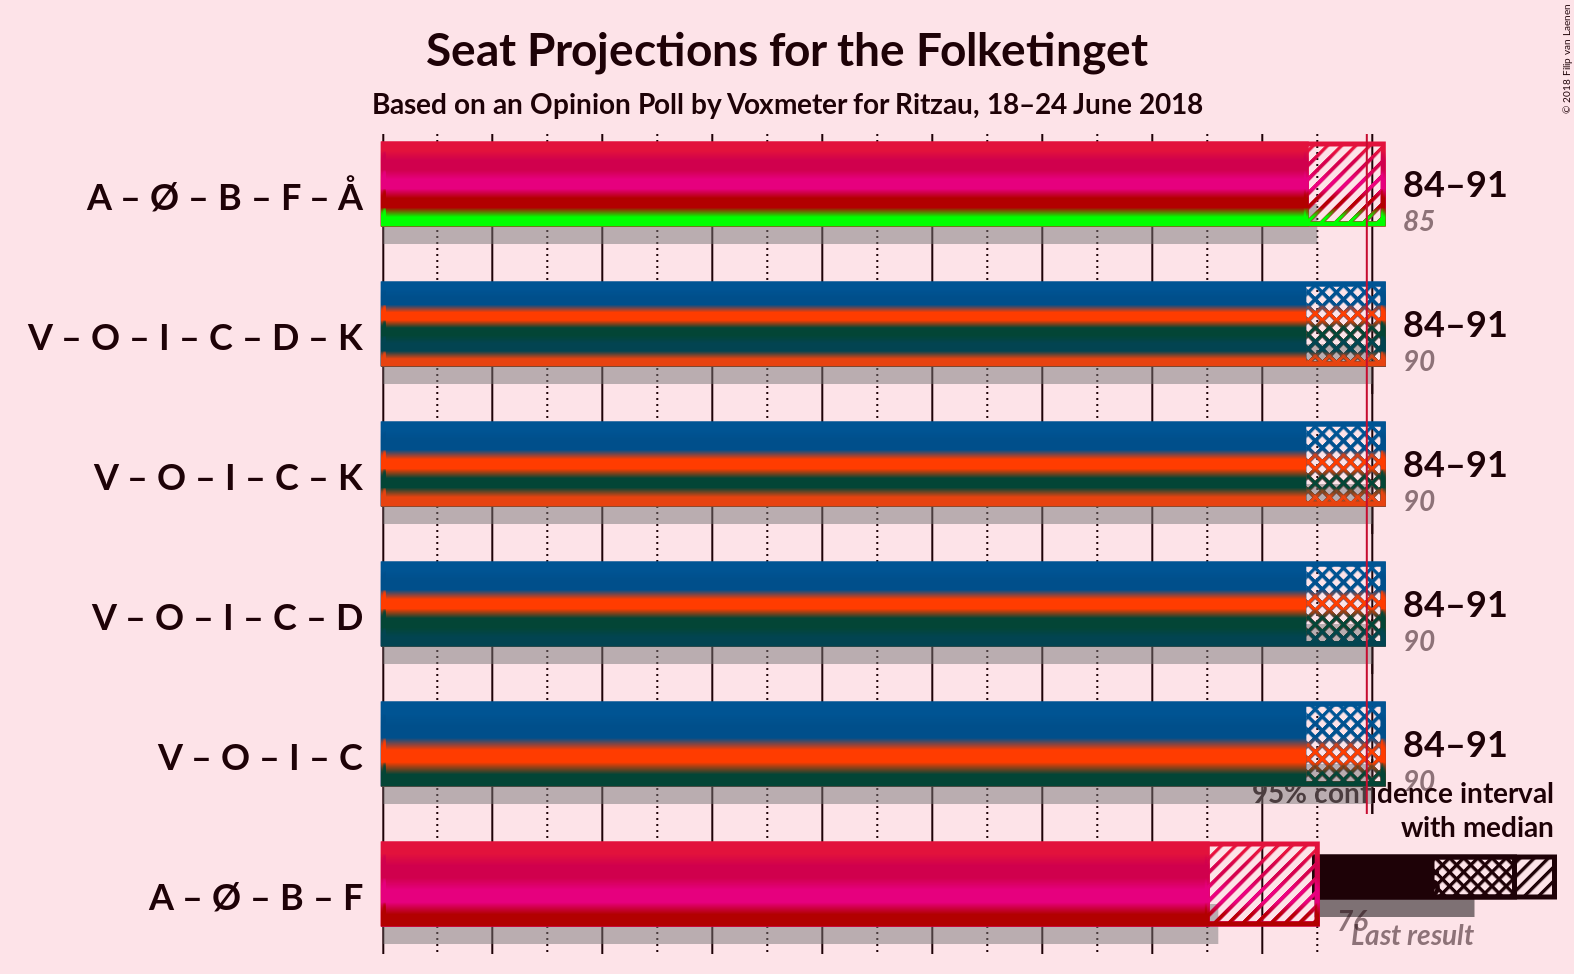 Seat Projections for the Folketinget
Based on an Opinion Poll by Voxmeter for Ritzau, 18–24 June 2018
© 2018 Filip van Laenen
A – Ø – B – F – Å
84–91
85
V – O – I – C – D – K
84–91
90
V – O – I – C – K
84–91
90
V – O – I – C – D
84–91
90
V – O – I – C
84–91
90
95% confidence interval
with median
A – Ø – B – F
76
Last result